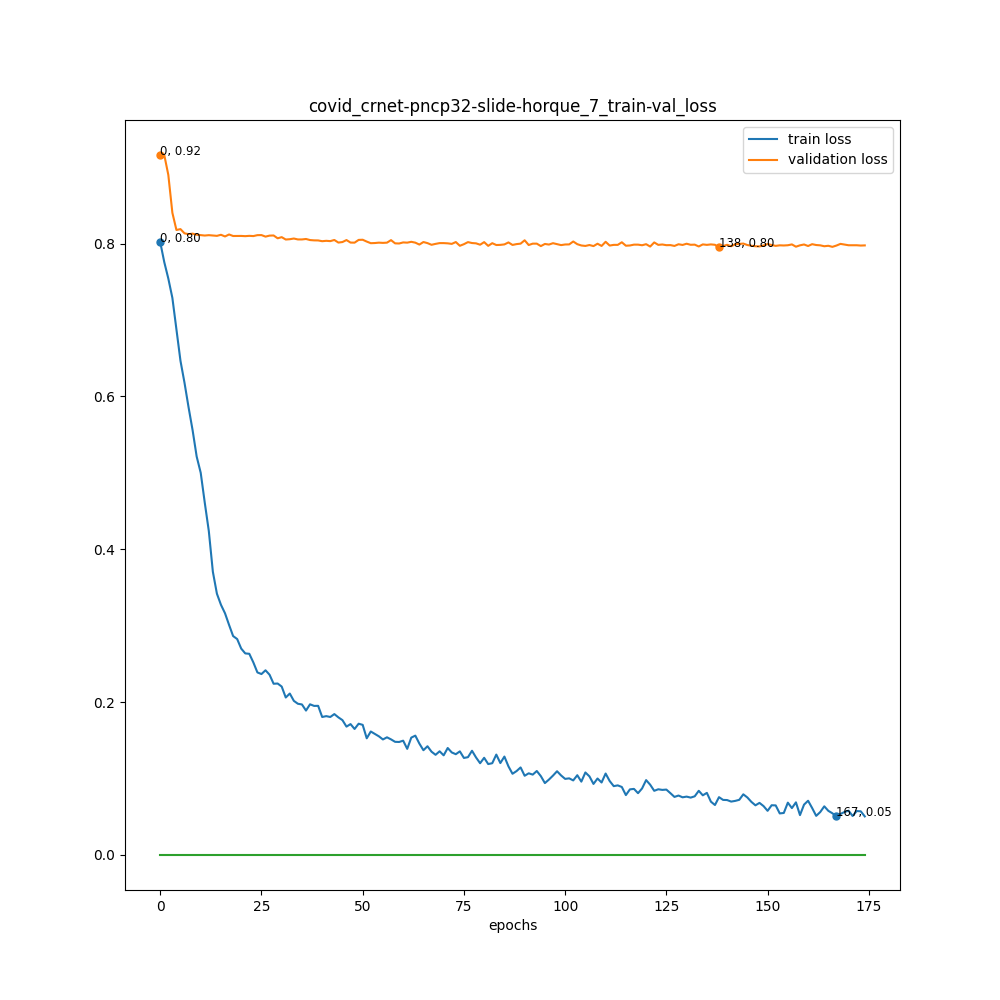 covid_crnet-pncp32-slide-horque_7_train-val_loss
train loss
validation loss
0, 0.92
0, 0.80
138, 0.80
167, 0.05
0.8
0.6
0.4
0.2
0.0
0 25 50 75 100 125 150 175
epochs